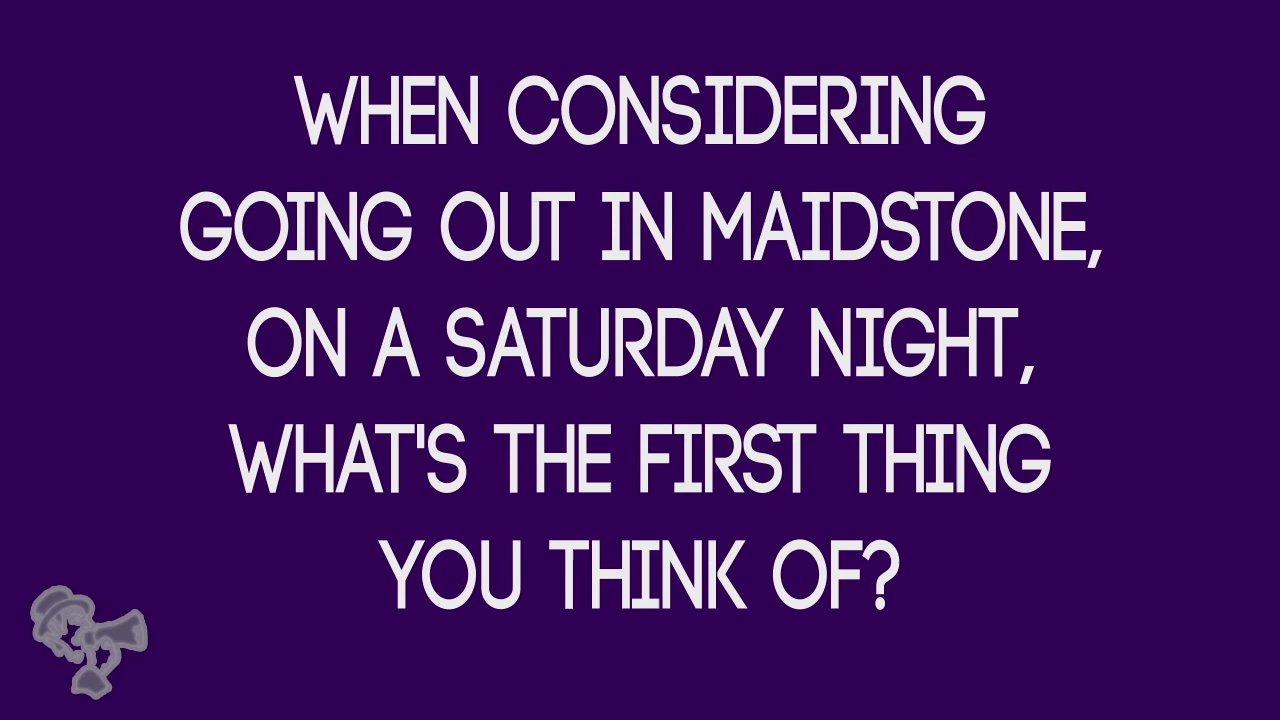 WHEN CONSIDERING
GOING OUT IN MAIDSTONE,
ON A SATURDAY NIGHT,
WHAT'S THE FIRST THING
YOU THINK OF?